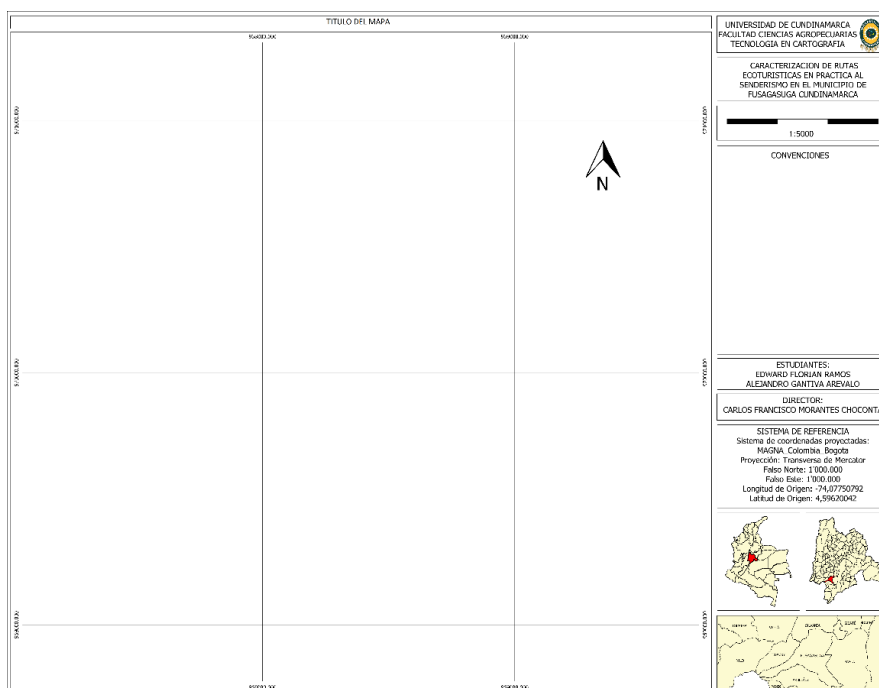 TITULO DEL MAPA
UNIVERSIDAD DE CUNDINAMARCA
FACULTAD CIENCIAS AGROPECUARIAS
TECNOLOGIA EN CARTOGRAFIA
CARACTERIZACION DE RUTAS
ECOTURISTICAS EN PRACTICA AL
SENDERISMO EN EL MUNICIPIO DE
FUSAGASUGA CUNDINAMARCA
1:5000
N
CONVENCIONES
ESTUDIANTES:
EDWARD FLORIAN RAMOS
ALEJANDRO GANTIVA AREVALO
DIRECTOR:
CARLOS FRANCISCO MORANTES CHOCONTA
SISTEMA DE REFERENCIA
Sistema de coordenadas proyectadas:
MAGNA_Colombia_Bogota
Proyección: Transversa de Mercator
Falso Norte: 1'000.000
Falso Este: 1'000.000
Longitud de Origen: -74,07750792
Latitud de Origen: 4,59620042